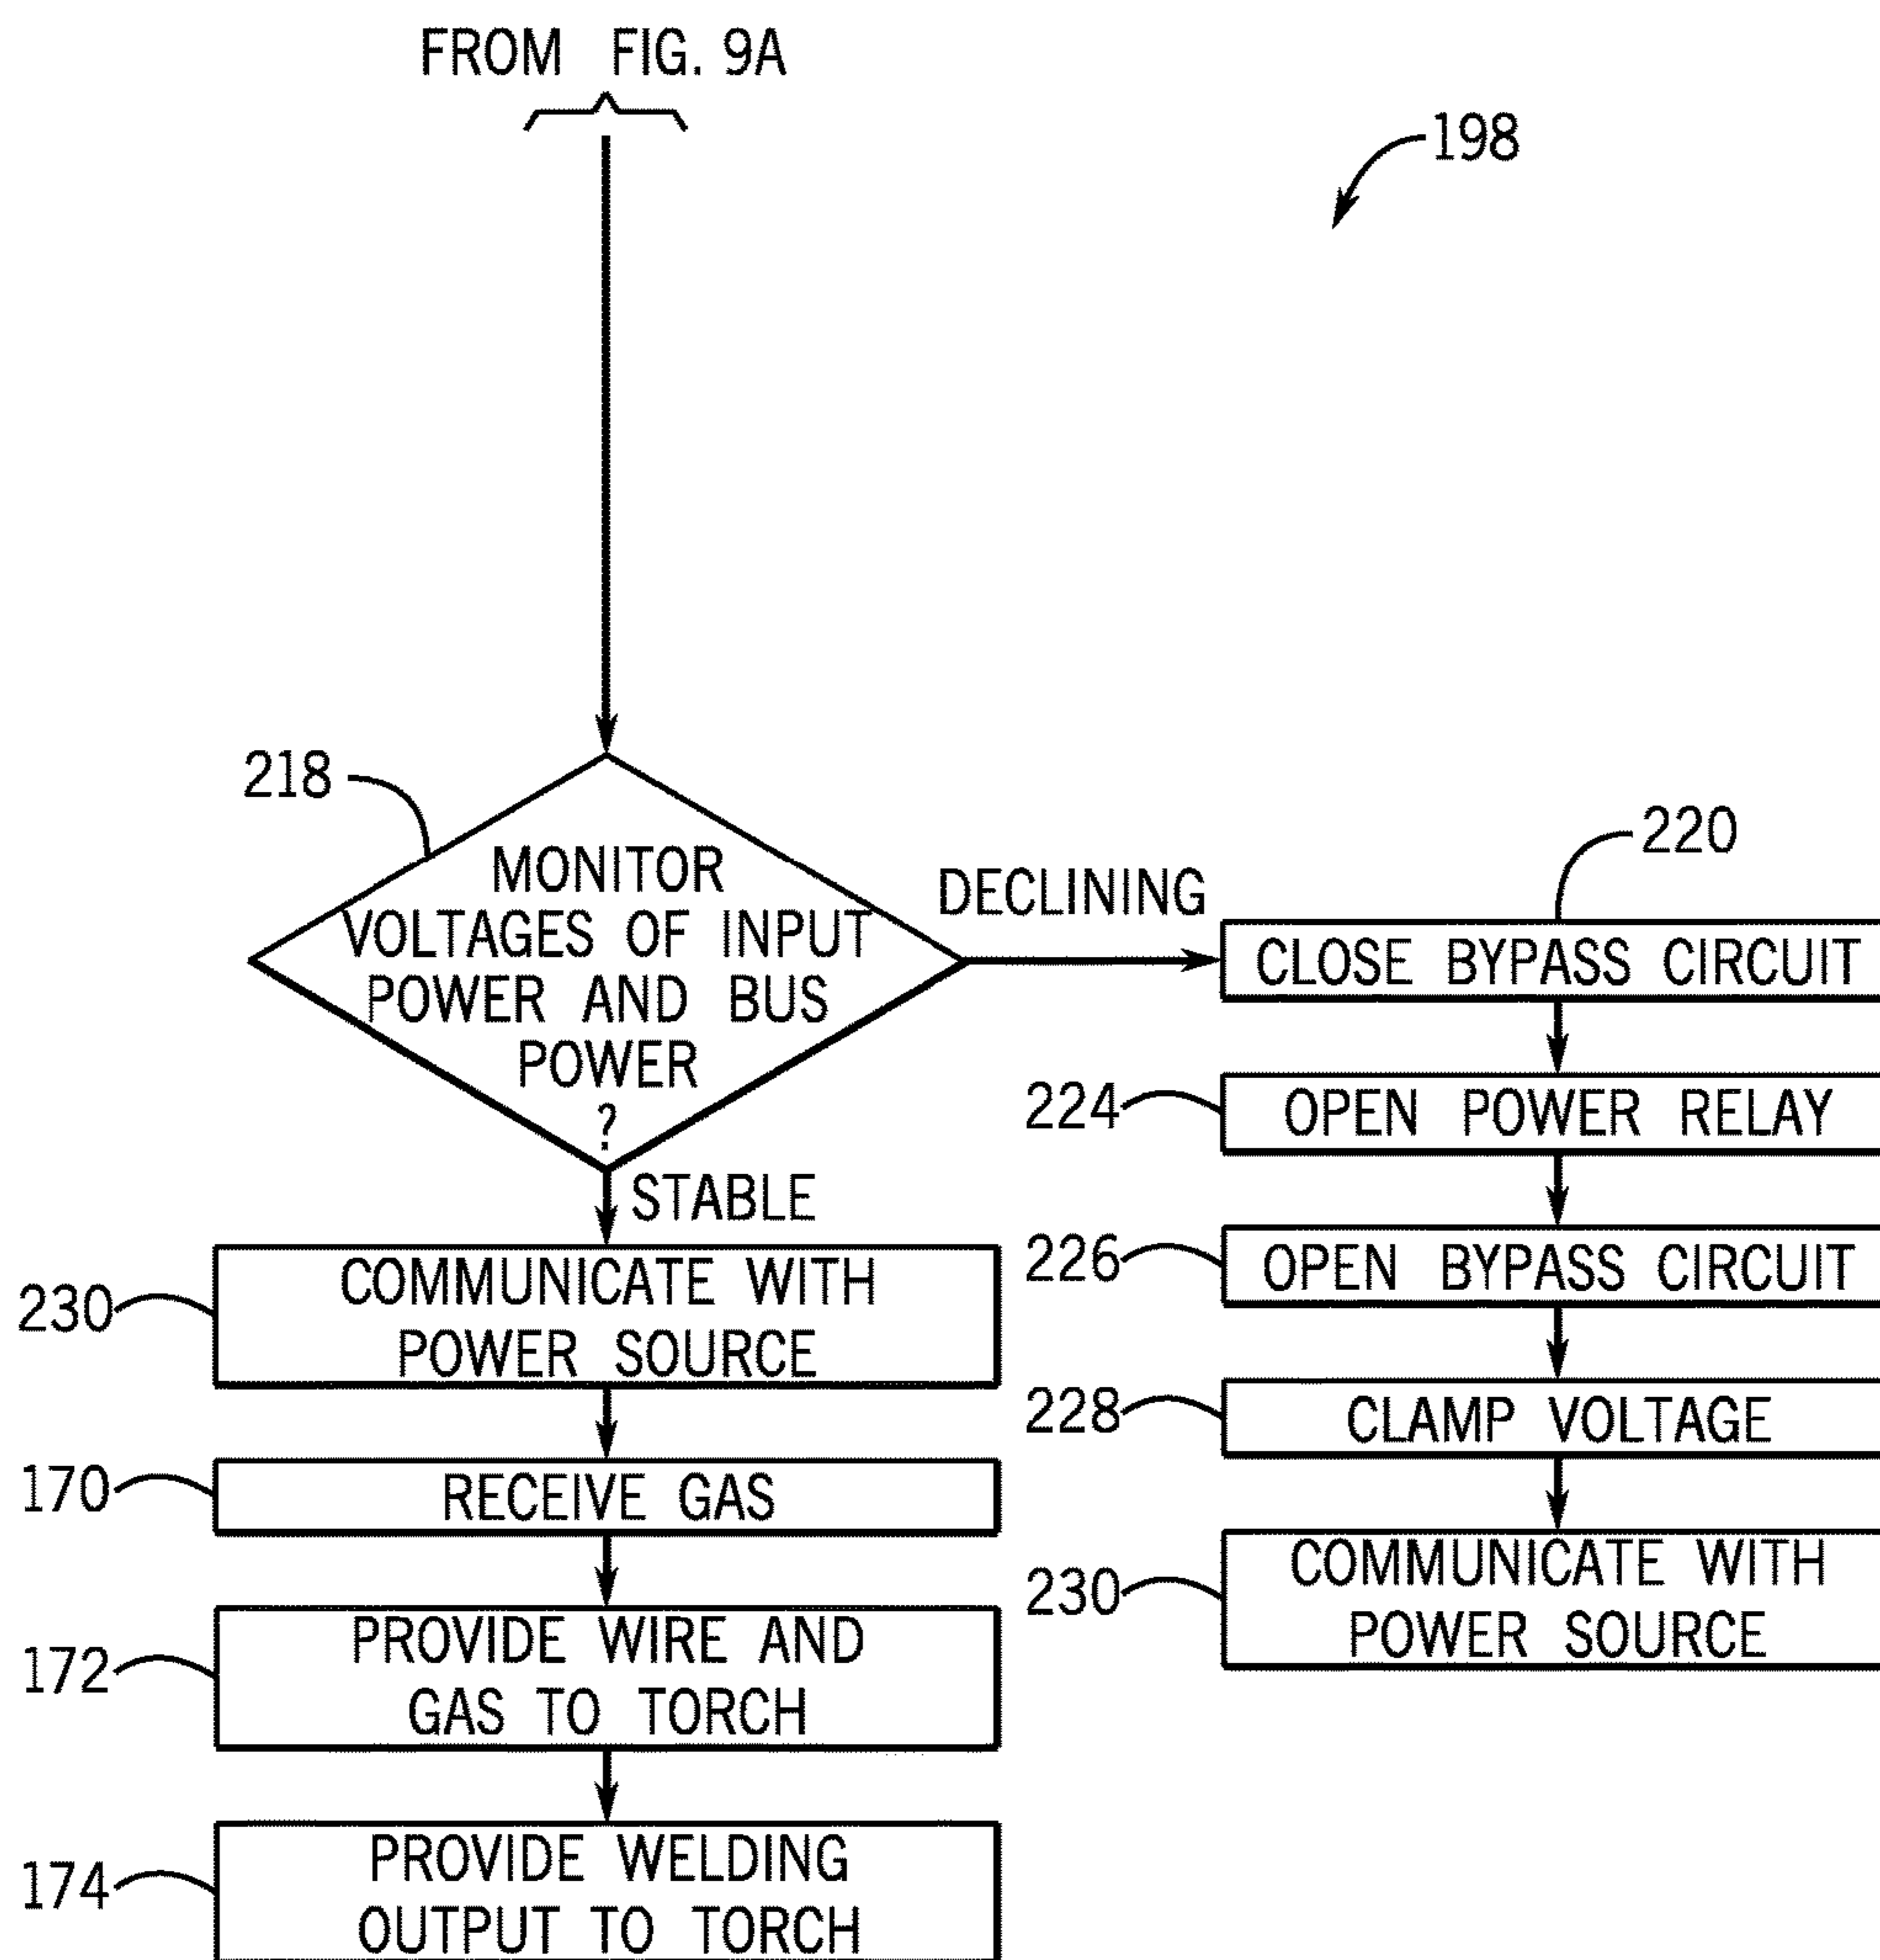 FROM FIG. 9A
198
218
MONITOR
VOLTAGES OF INPUT
POWER AND BUS
POWER
?
DECLINING
STABLE
220
CLOSE BYPASS CIRCUIT
224
OPEN POWER RELAY
226
OPEN BYPASS CIRCUIT
228
CLAMP VOLTAGE
230
COMMUNICATE WITH
POWER SOURCE
230
COMMUNICATE WITH
POWER SOURCE
170
RECEIVE GAS
172
PROVIDE WIRE AND
GAS TO TORCH
174
PROVIDE WELDING
OUTPUT TO TORCH